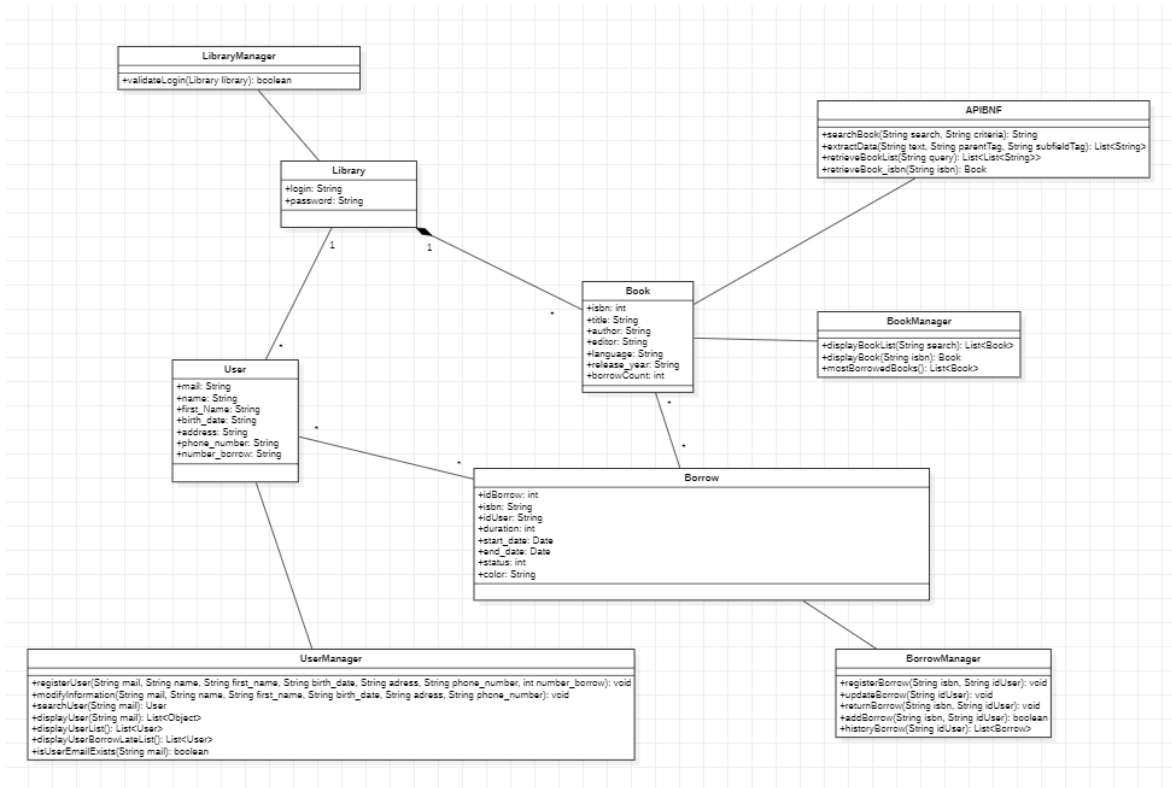 LibraryManager
+validateLogin(Library library): boolean
APIBNF
+searchBook(String search, String criteria): String
+extractData(String text, String parentTag, String subfieldTag): List<String>
+retrieveBookList(String query): List<List<String>>
+retrieveBook_isbn(String isbn): Book
Library
+login: String
+password: String
1
1
*
Book
+isbn: int
+title: String
+author: String
+editor: String
+language: String
+release_year: String
+borrowCount: int
BookManager
+displayBookList(String search): List<Book>
+displayBook(String isbn): Book
+mostBorrowedBooks(): List<Book>
*
User
+mail: String
+name: String
+first_Name: String
+birth_date: String
+address: String
+phone_number: String
+number_borrow: String
*
*
*
*
Borrow
+idBorrow: int
+isbn: String
+idUser: String
+duration: int
+start_date: Date
+end_date: Date
+status: int
+color: String
UserManager
+registerUser(String mail, String name, String first_name, String birth_date, String adress, String phone_number, int number_borrow): void
+modifyInformation(String mail, String name, String first_name, String birth_date, String adress, String phone_number): void
+searchUser(String mail): User
+displayUser(String mail): List<Object>
+displayUserList(): List<User>
+displayUserBorrowLateList(): List<User>
+isUserEmailExists(String mail): boolean
BorrowManager
+registerBorrow(String isbn, String idUser): void
+updateBorrow(String idUser): void
+returnBorrow(String isbn, String idUser): void
+addBorrow(String isbn, String idUser): boolean
+historyBorrow(String idUser): List<Borrow>